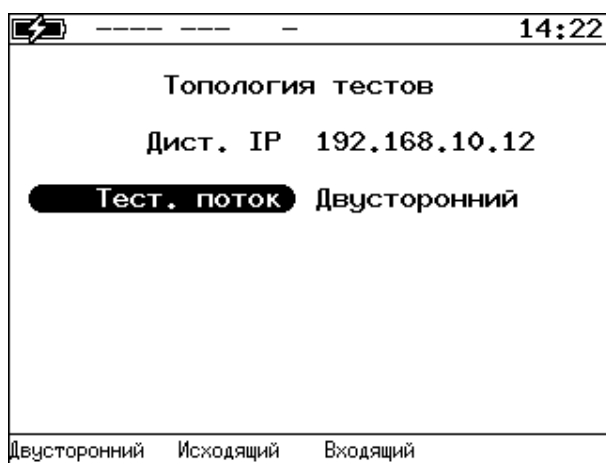 ---- --- - 14:22
Топология тестов
Дист. IP 192.168.10.12
Тест. поток Двусторонний
Двусторонний Исходящий Входящий